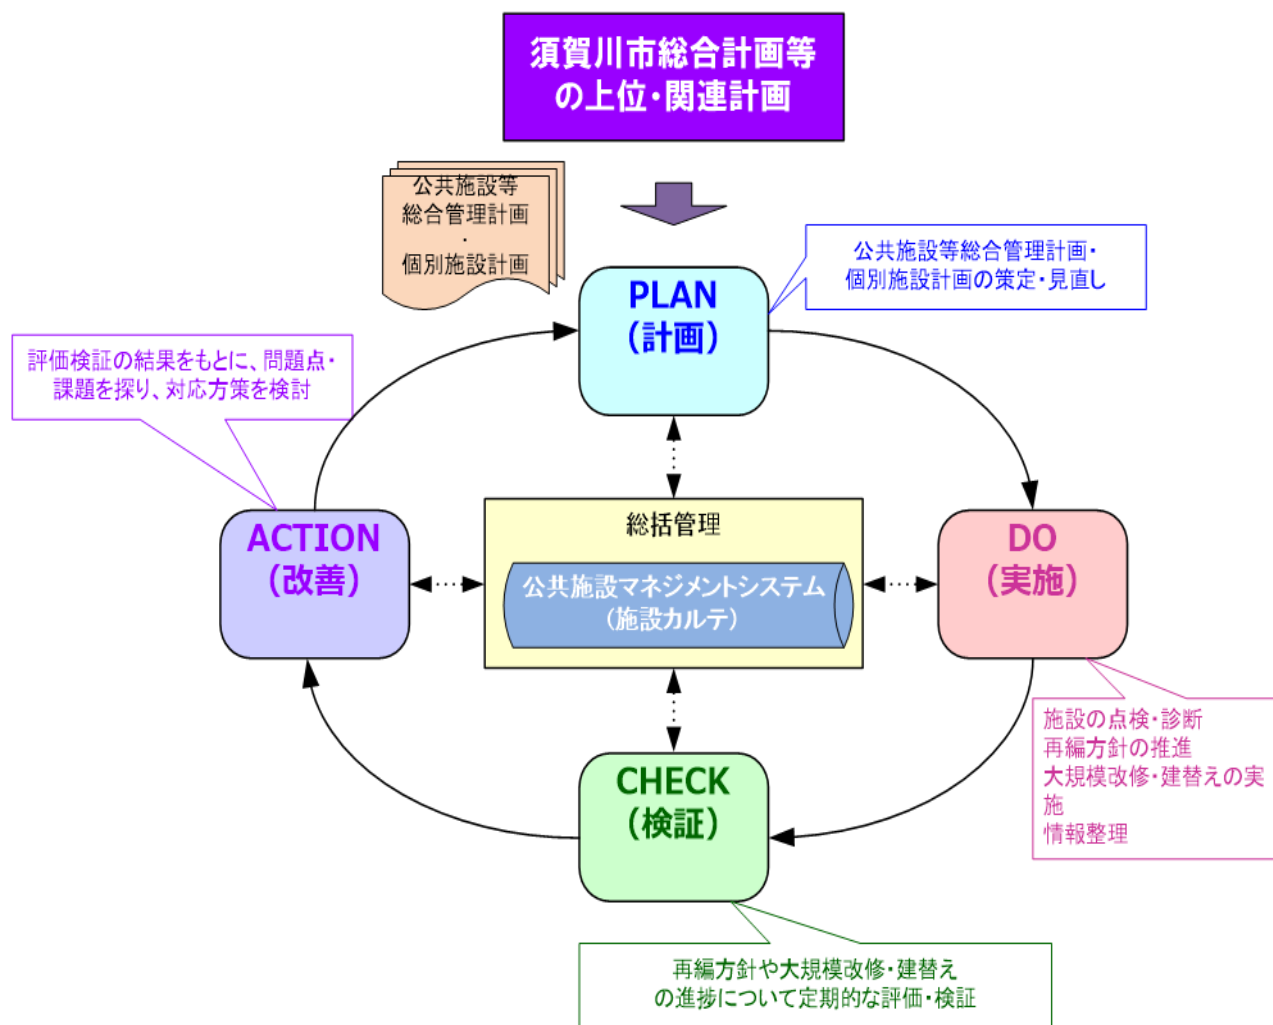 須賀川市総合計画等
の上位・関連計画
公共施設等
総合管理計画
・
個別施設計画
公共施設等総合管理計画・
個別施設計画の策定・見直し
PLAN
（計画）
評価検証の結果をもとに、問題点・
課題を探り、対応方策を検討
ACTION
（改善）
総括管理
公共施設マネジメントシステム
（施設カルテ）
DO
（実施）
施設の点検・診断
再編方針の推進
大規模改修・建替えの実
施
情報整理
CHECK
（検証）
再編方針や大規模改修・建替え
の進捗について定期的な評価・検証